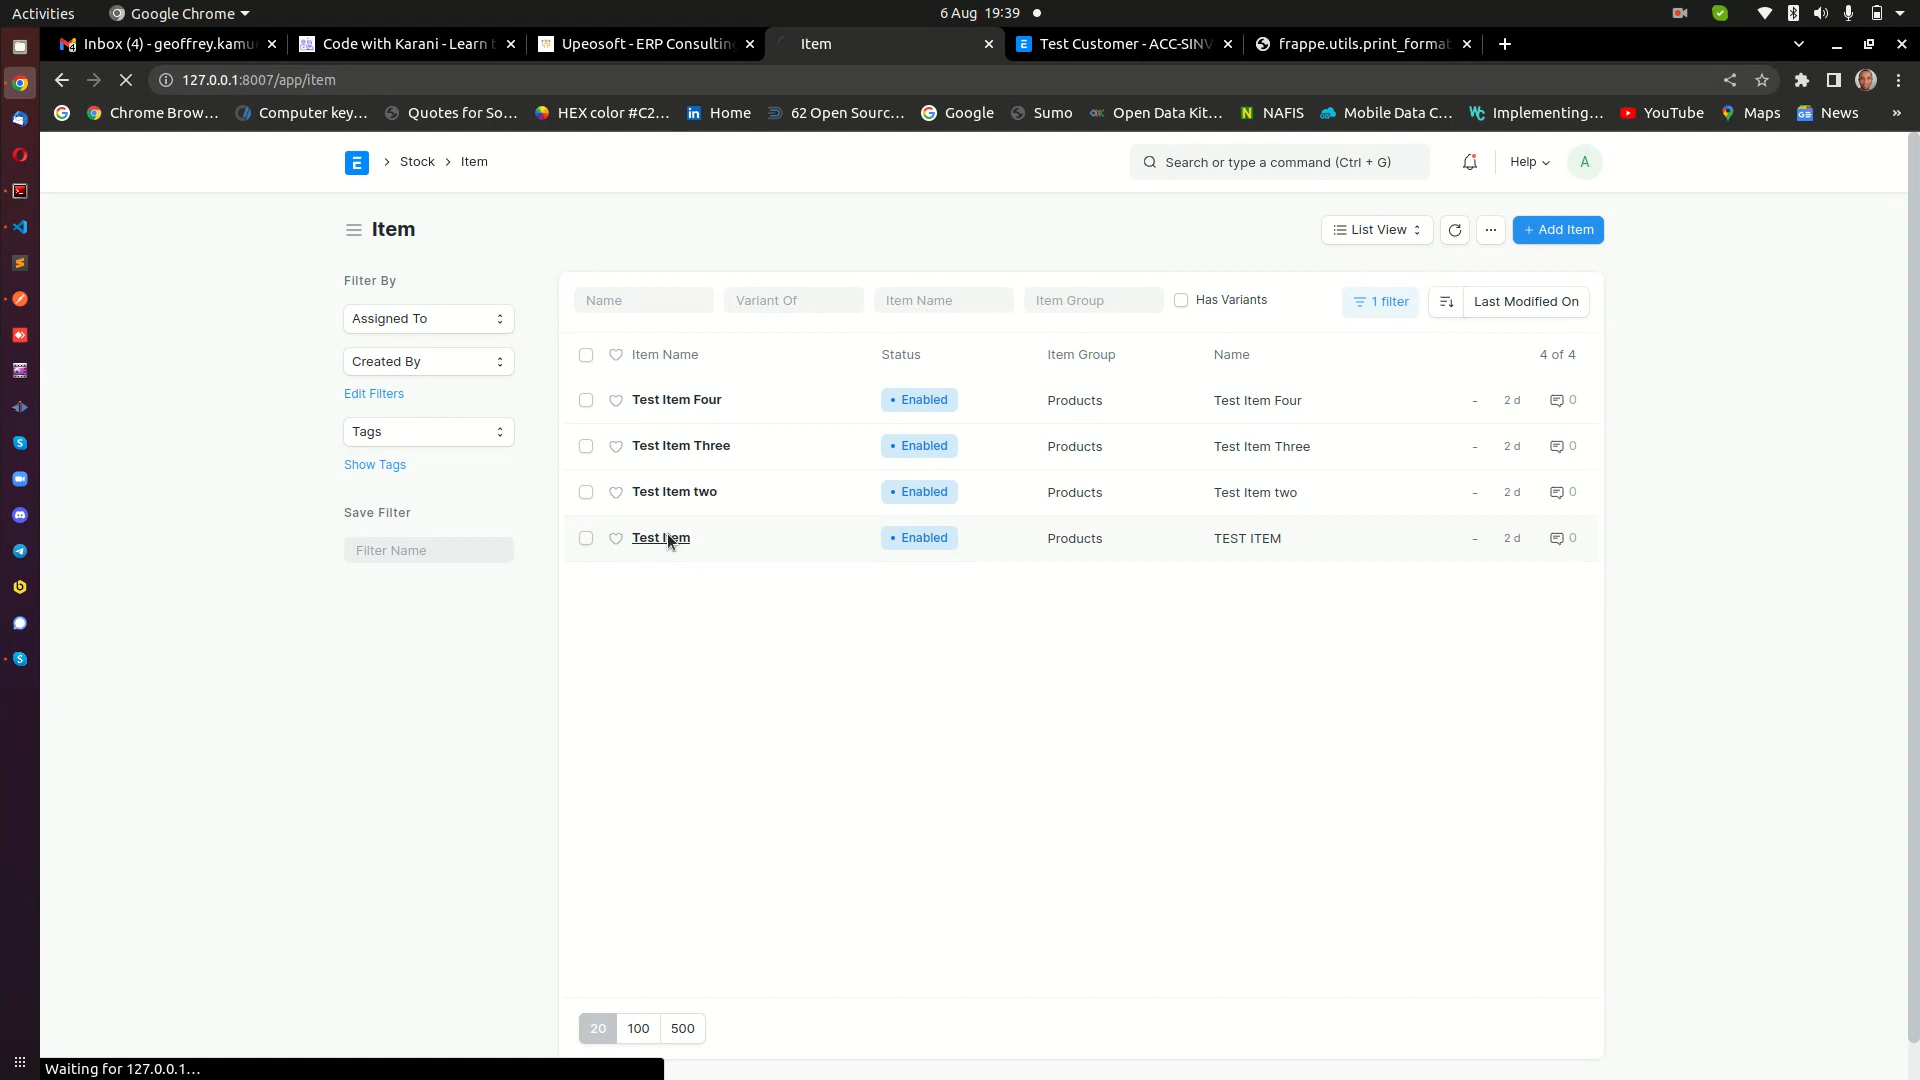 Activities Google Chrome 6 Aug 19:39
Inbox (4) - geoffrey.kamu Code with Karani - Learn t Upeosoft - ERP Consulting Item Test Customer - ACC-SINV frappe.utils.print_format
127.0.0.1:8007/app/item
Chrome Brow... Computer key... Quotes for So... HEX color #C2... Home 62 Open Sourc... Google Sumo Open Data Kit... NAFIS Mobile Data C... Implementing... YouTube Maps News »
E > Stock > Item Search or type a command (Ctrl + G) Help A
Item List View ... + Add Item
Filter By
Assigned To
Created By
Edit Filters
Tags
Show Tags
Save Filter
Filter Name
Name Variant Of Item Name Item Group Has Variants 1 filter Last Modified On
Item Name Status Item Group Name 4 of 4
Test Item Four Enabled Products Test Item Four - 2 d 0
Test Item Three Enabled Products Test Item Three - 2 d 0
Test Item two Enabled Products Test Item two - 2 d 0
Test Item Enabled Products TEST ITEM - 2 d 0
20 100 500
Waiting for 127.0.0.1...